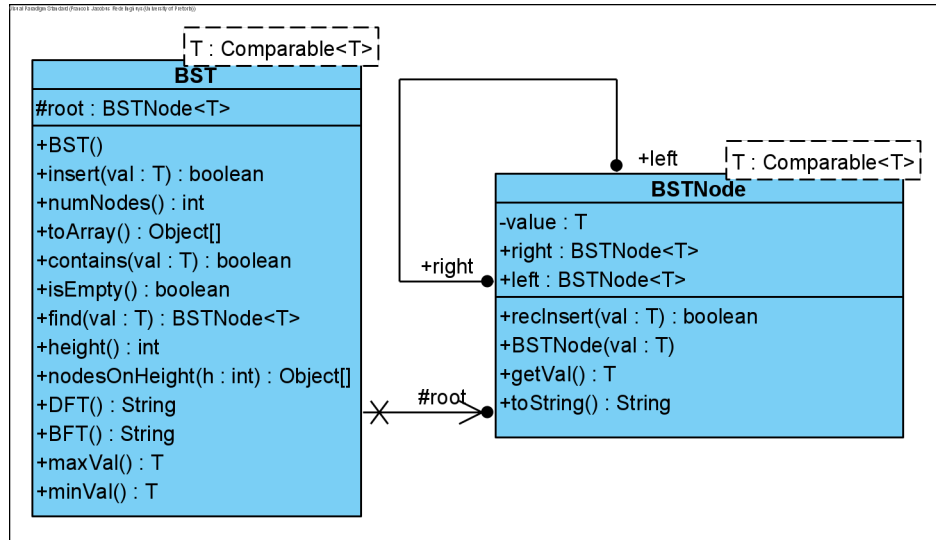 T : Comparable<T>
BST
#root : BSTNode<T>
+BST()
+insert(val : T) : boolean
+numNodes() : int
+toArray() : Object[]
+contains(val : T) : boolean
+isEmpty() : boolean
+find(val : T) : BSTNode<T>
+height() : int
+nodesOnHeight(h : int) : Object[]
+DFT() : String
+BFT() : String
+maxVal() : T
+minVal() : T
#root
+left
+right
T : Comparable<T>
BSTNode
-value : T
+right : BSTNode<T>
+left : BSTNode<T>
+recInsert(val : T) : boolean
+BSTNode(val : T)
+getVal() : T
+toString() : String